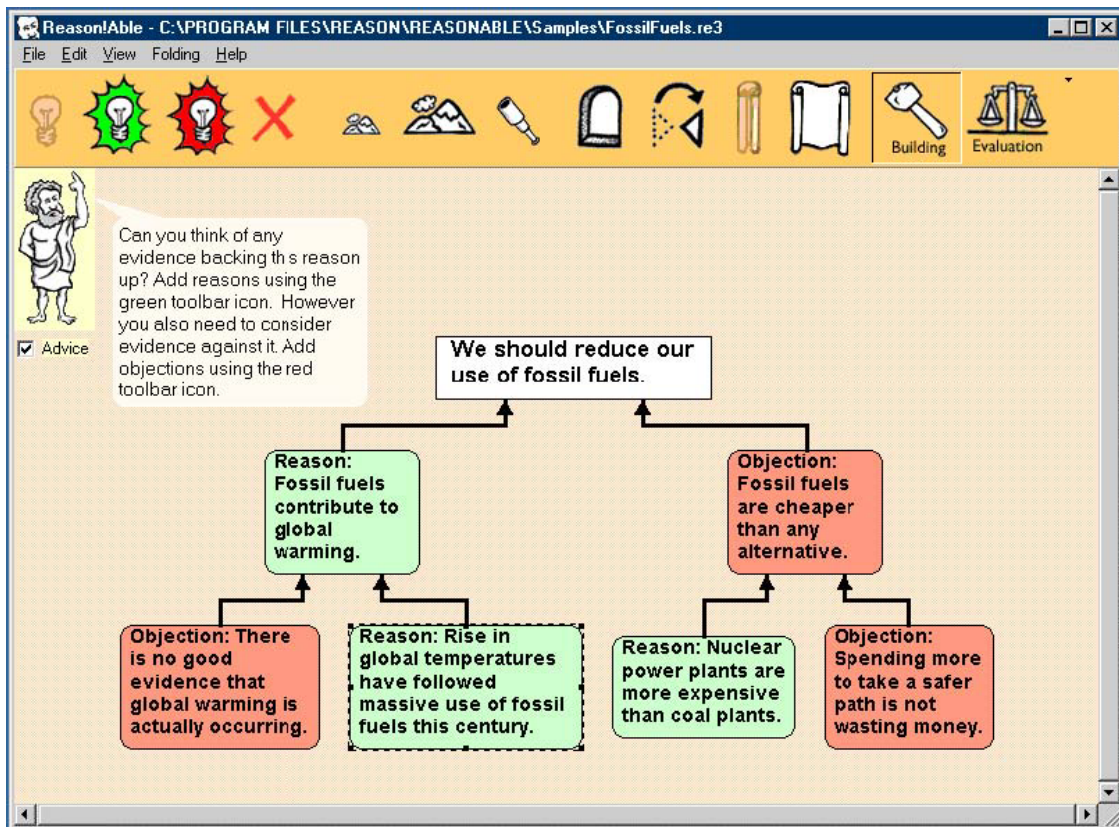 Reason!Able - C:\PROGRAM FILES\REASON\REASONABLE\Samples\FossilFuels.re3
File Edit View Folding Help
Building
Evaluation
Can you think of any
evidence backing th s reason
up? Add reasons using the
green toolbar icon. However
you also need to consider
evidence against it. Add
objections using the red
toolbar icon.
Advice
We should reduce our
use of fossil fuels.
Reason:
Fossil fuels
contribute to
global
warming.
Objection:
Fossil fuels
are cheaper
than any
alternative.
Objection: There
is no good
evidence that
global warming is
actually occurring.
Reason: Rise in
global temperatures
have followed
massive use of fossil
fuels this century.
Reason: Nuclear
power plants are
more expensive
than coal plants.
Objection:
Spending more
to take a safer
path is not
wasting money.